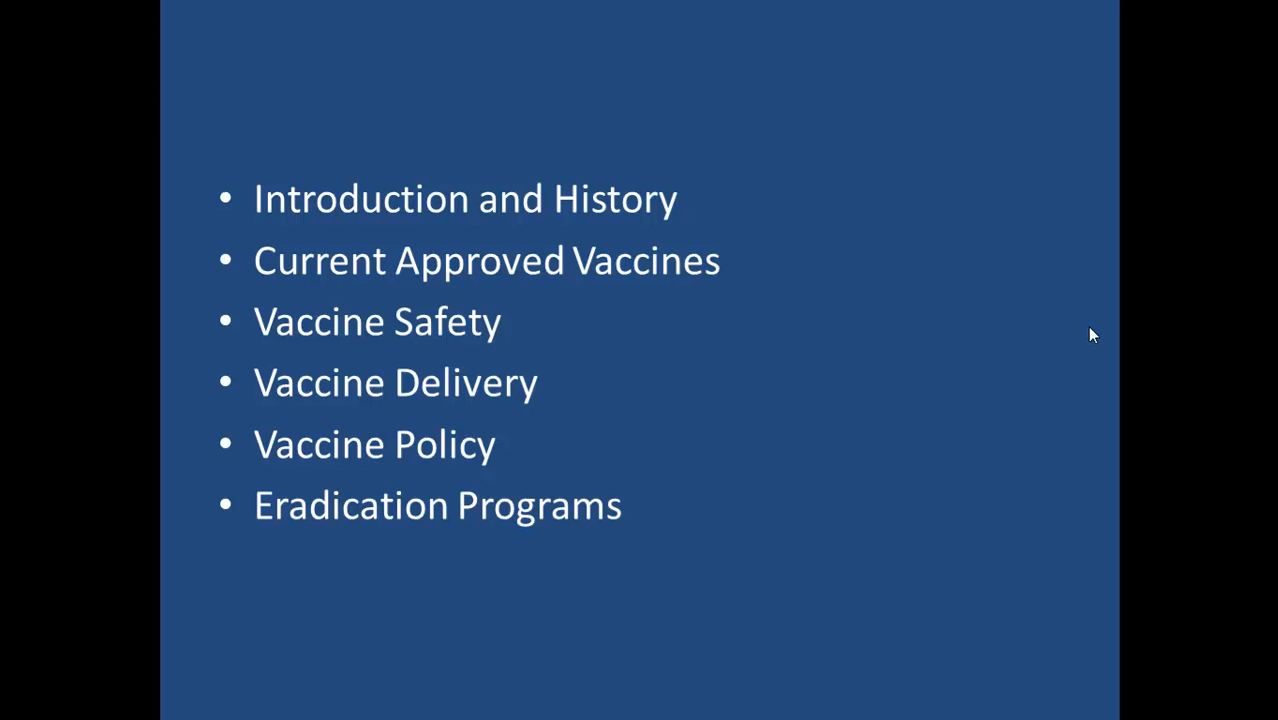 • Introduction and History
• Current Approved Vaccines
• Vaccine Safety
• Vaccine Delivery
• Vaccine Policy
• Eradication Programs